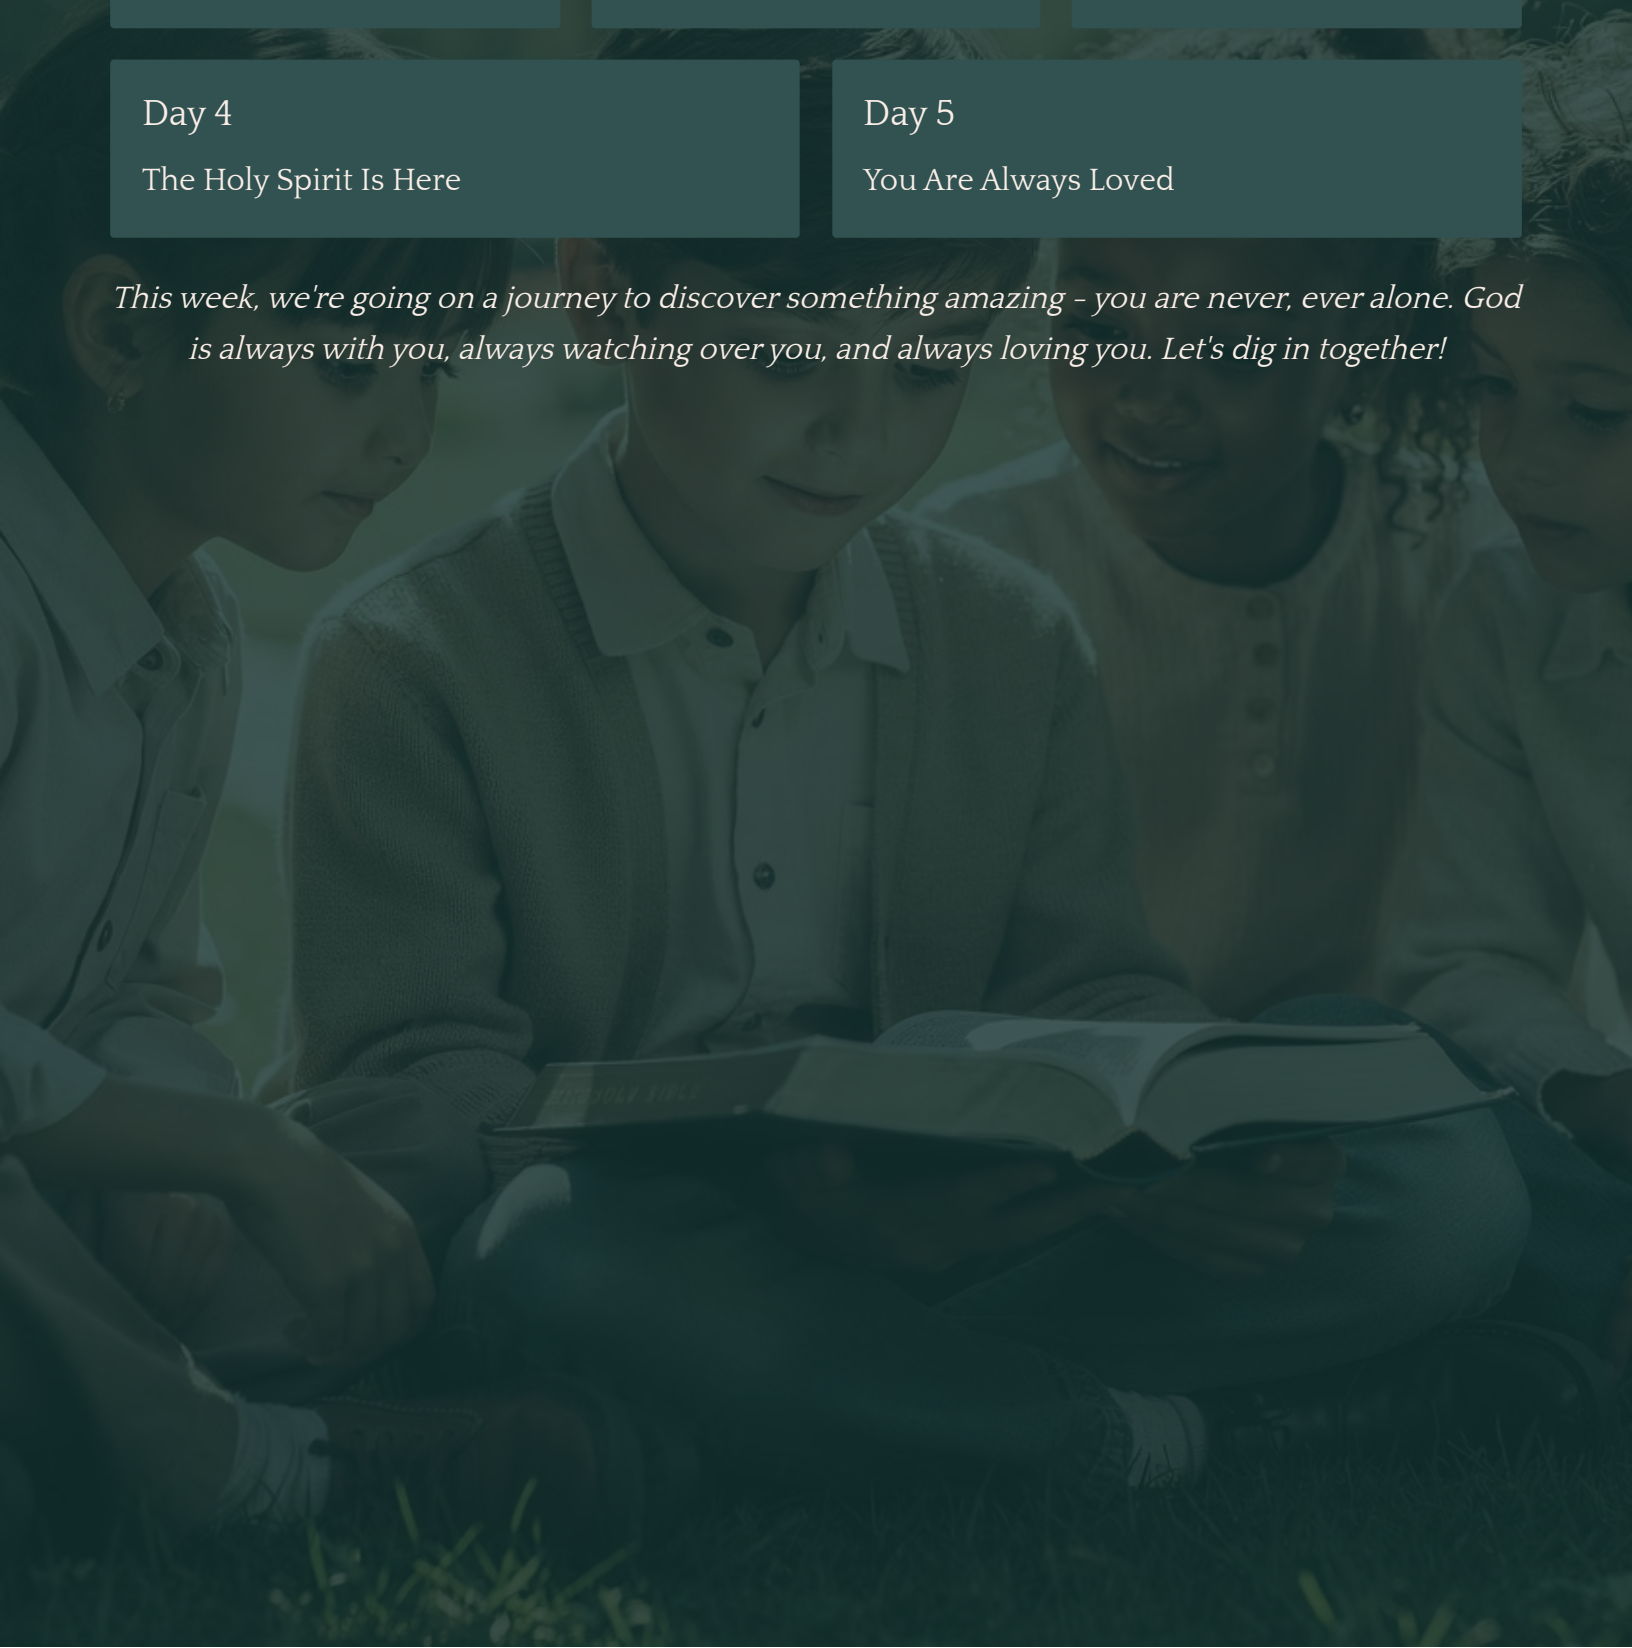 Day 4
The Holy Spirit Is Here
Day 5
You Are Always Loved
This week, we're going on a journey to discover something amazing – you are never, ever alone. God
is always with you, always watching over you, and always loving you. Let's dig in together!
HOLY BIBLE